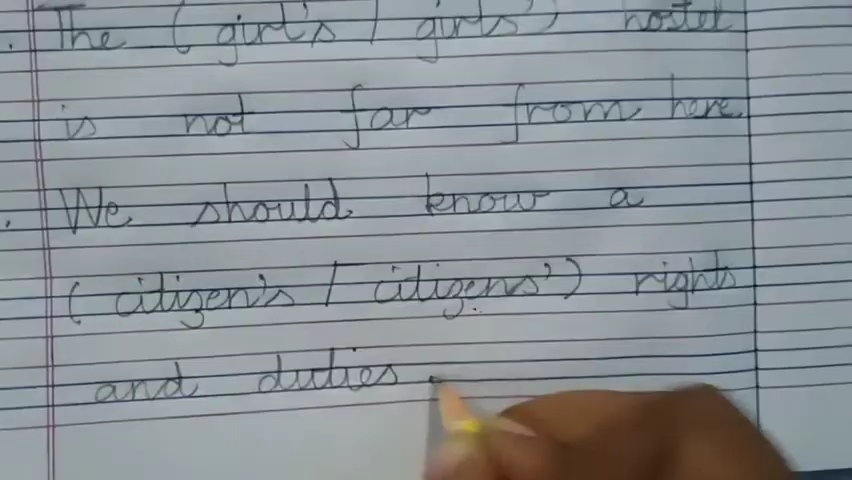 . The (girl's / girls') hostel
is not far from here.
. We should know a
(citizen's / citizens') rights
and duties